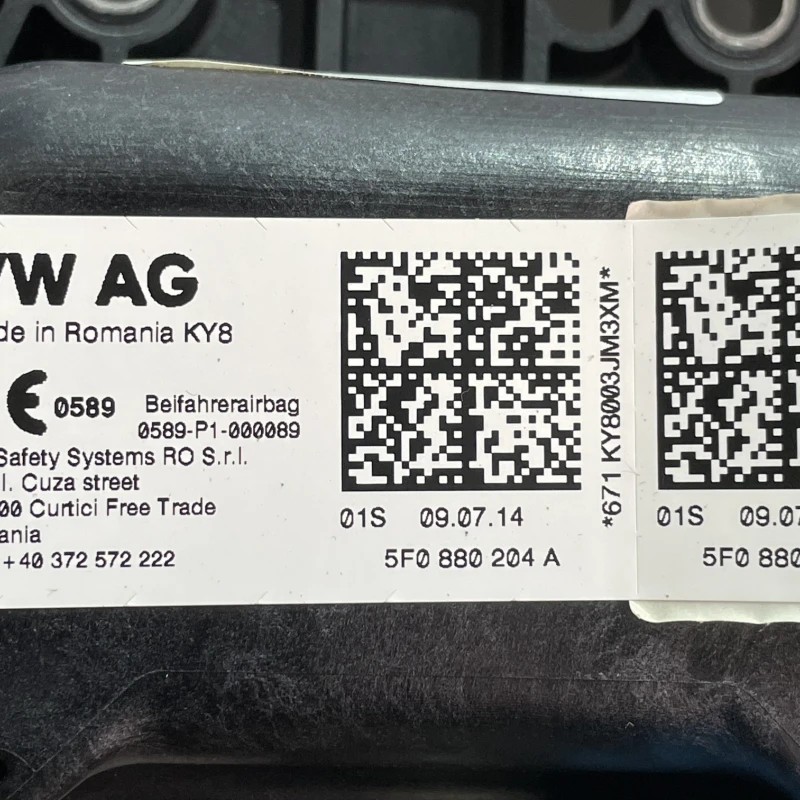 VW AG
de in Romania KY8
CE 0589 Beifahrerairbag
0589-P1-000089
Safety Systems RO S.r.l.
l. Cuza street
00 Curtici Free Trade
ania
+40 372 572 222
01S 09.07.14
5F0 880 204 A
*671 KY8003JM3XM*
01S 09.07
5F0 880